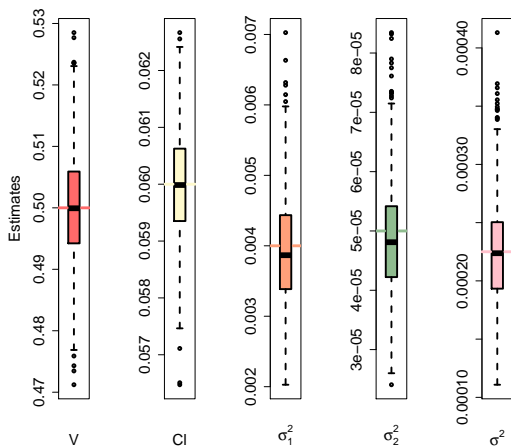 Estimates
0.47 0.48 0.49 0.50 0.51 0.52 0.53
0.057 0.058 0.059 0.060 0.061 0.062
0.002 0.003 0.004 0.005 0.006 0.007
3e-05 4e-05 5e-05 6e-05 7e-05 8e-05
0.00010 0.00020 0.00030 0.00040
V Cl σ₁² σ₂² σ²